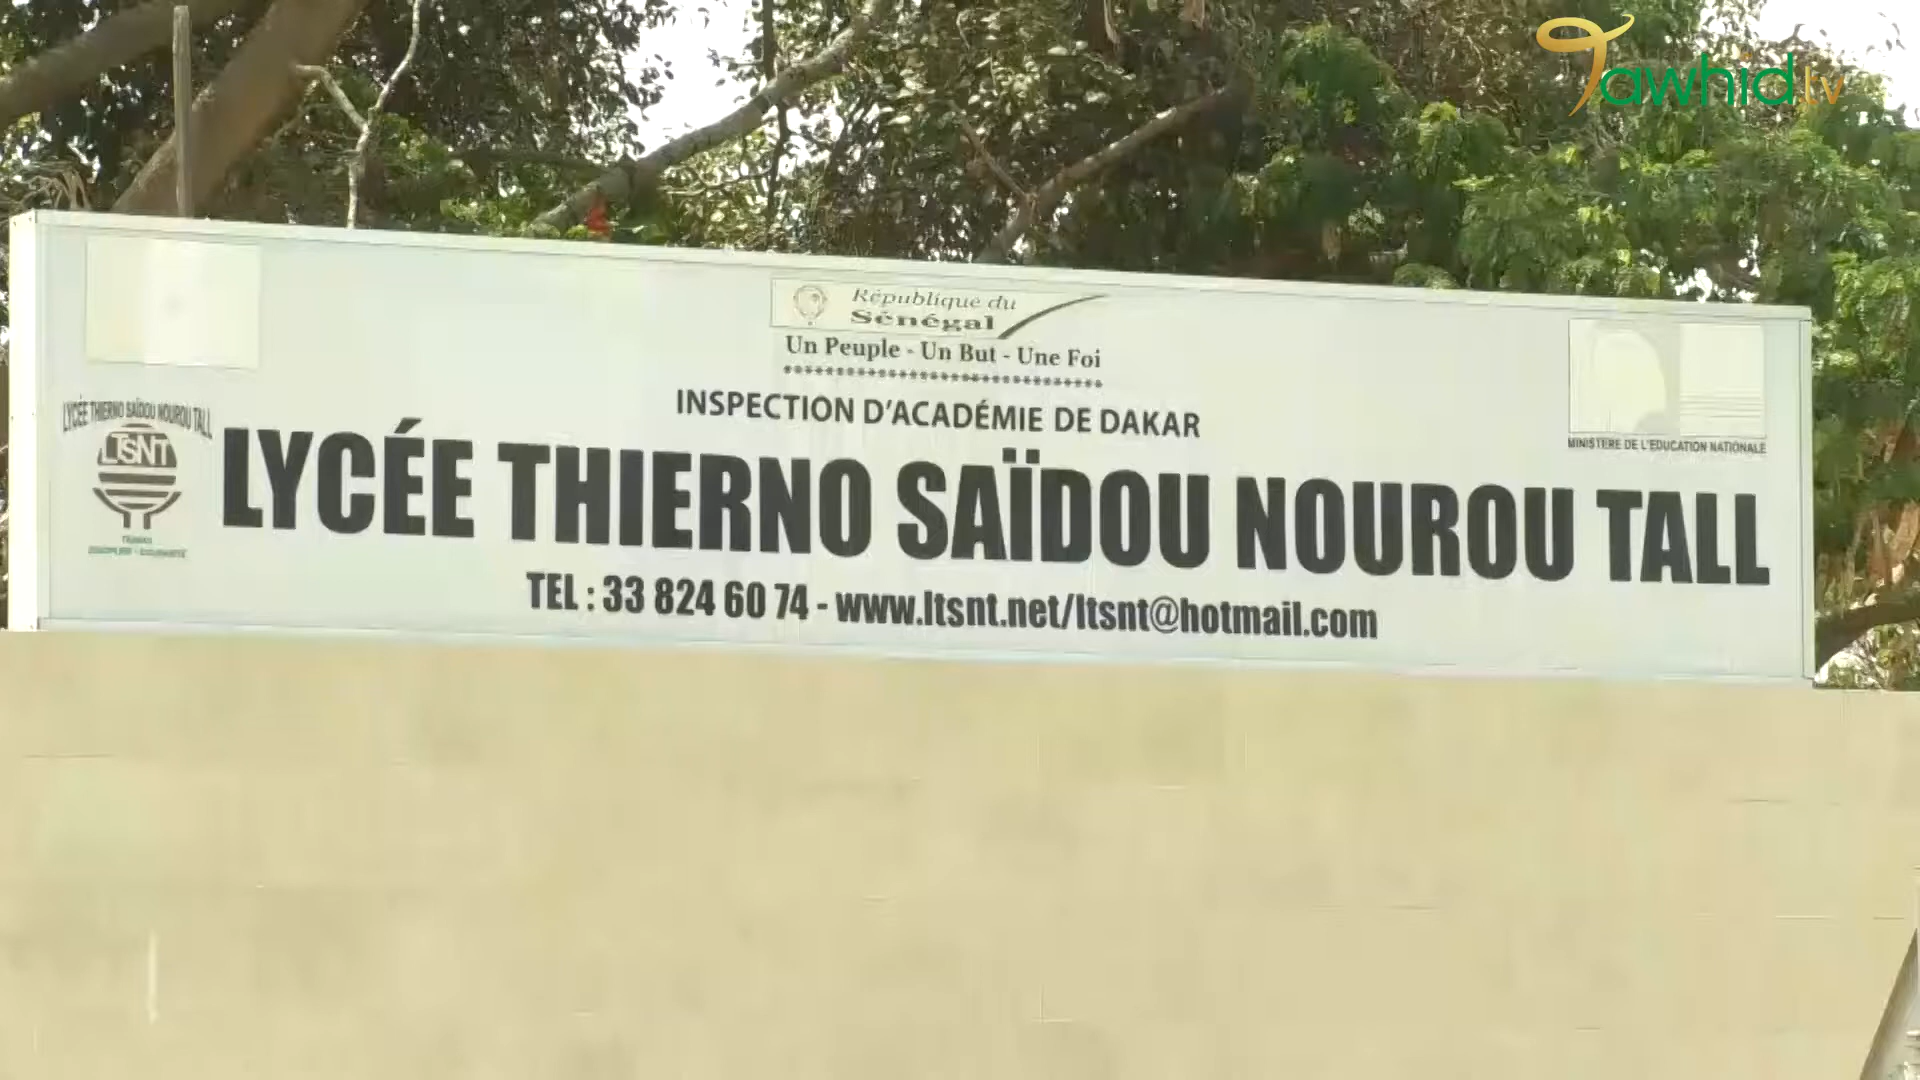 Tawhid tv
République du
Sénégal
Un Peuple - Un But - Une Foi
******************************
INSPECTION D'ACADÉMIE DE DAKAR
MINISTERE DE L'EDUCATION NATIONALE
LYCÉE THIERNO SAÏDOU NOUROU TALL
LTSNT
LYCÉE THIERNO SAÏDOU NOUROU TALL
TEL : 33 824 60 74 - www.ltsnt.net/ltsnt@hotmail.com